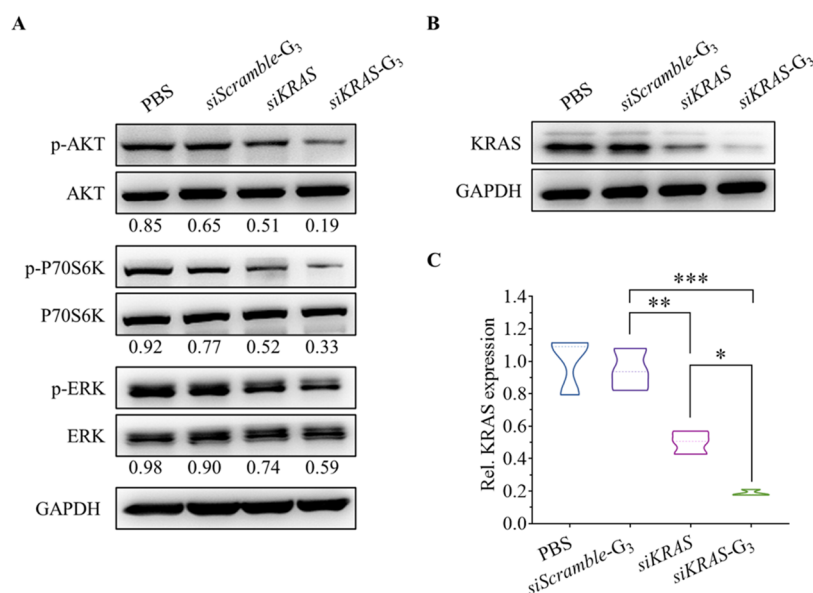 A
PBS
siScramble-G3
siKRAS
siKRAS-G3
p-AKT
AKT
0.85 0.65 0.51 0.19
p-P70S6K
P70S6K
0.92 0.77 0.52 0.33
p-ERK
ERK
0.98 0.90 0.74 0.59
GAPDH
B
PBS
siScramble-G3
siKRAS
siKRAS-G3
KRAS
GAPDH
C
***
**
*
Rel. KRAS expression
1.4
1.2
1.0
0.8
0.6
0.4
0.2
0.0
PBS
siScramble-G3
siKRAS
siKRAS-G3